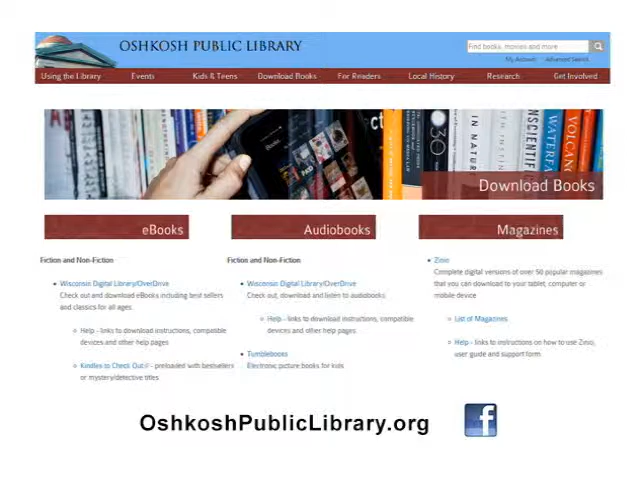 OSHKOSH PUBLIC LIBRARY
Find books, movies and more
My Account
Advanced Search
Using the Library Events Kids & Teens Download Books For Readers Local History Research Get Involved
Download Books
eBooks
Fiction and Non-Fiction
Wisconsin Digital Library/OverDrive
Check out and download eBooks including best sellers
and classics for all ages.
Help - links to download instructions, compatible
devices and other help pages
Kindles to Check Out - preloaded with bestsellers
or mystery/detective titles
Audiobooks
Fiction and Non-Fiction
Wisconsin Digital Library/OverDrive
Check out, download and listen to audiobooks
Help - links to download instructions, compatible
devices and other help pages
Tumblebooks
Electronic picture books for kids
Magazines
Zinio
Complete digital versions of over 50 popular magazines
that you can download to your tablet, computer or
mobile device
List of Magazines
Help - links to instructions on how to use Zinio,
user guide and support form
OshkoshPublicLibrary.org
f